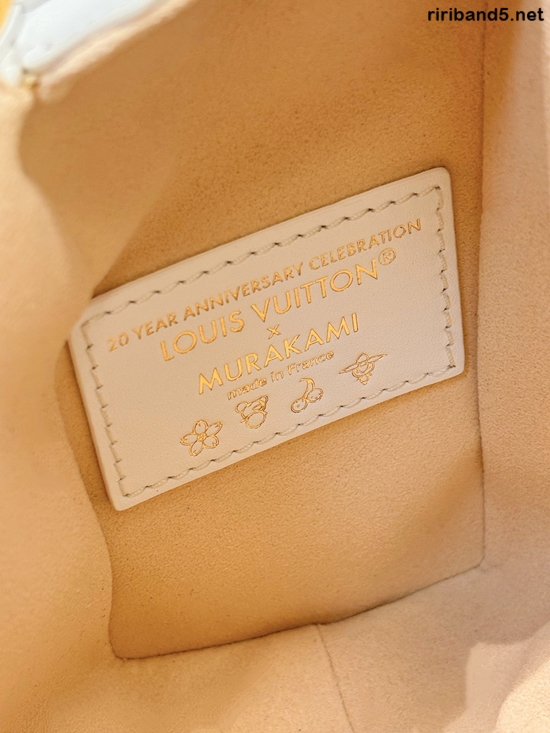 ririband5.net
20 YEAR ANNIVERSARY CELEBRATION
LOUIS VUITTON®
x
MURAKAMI
made in France